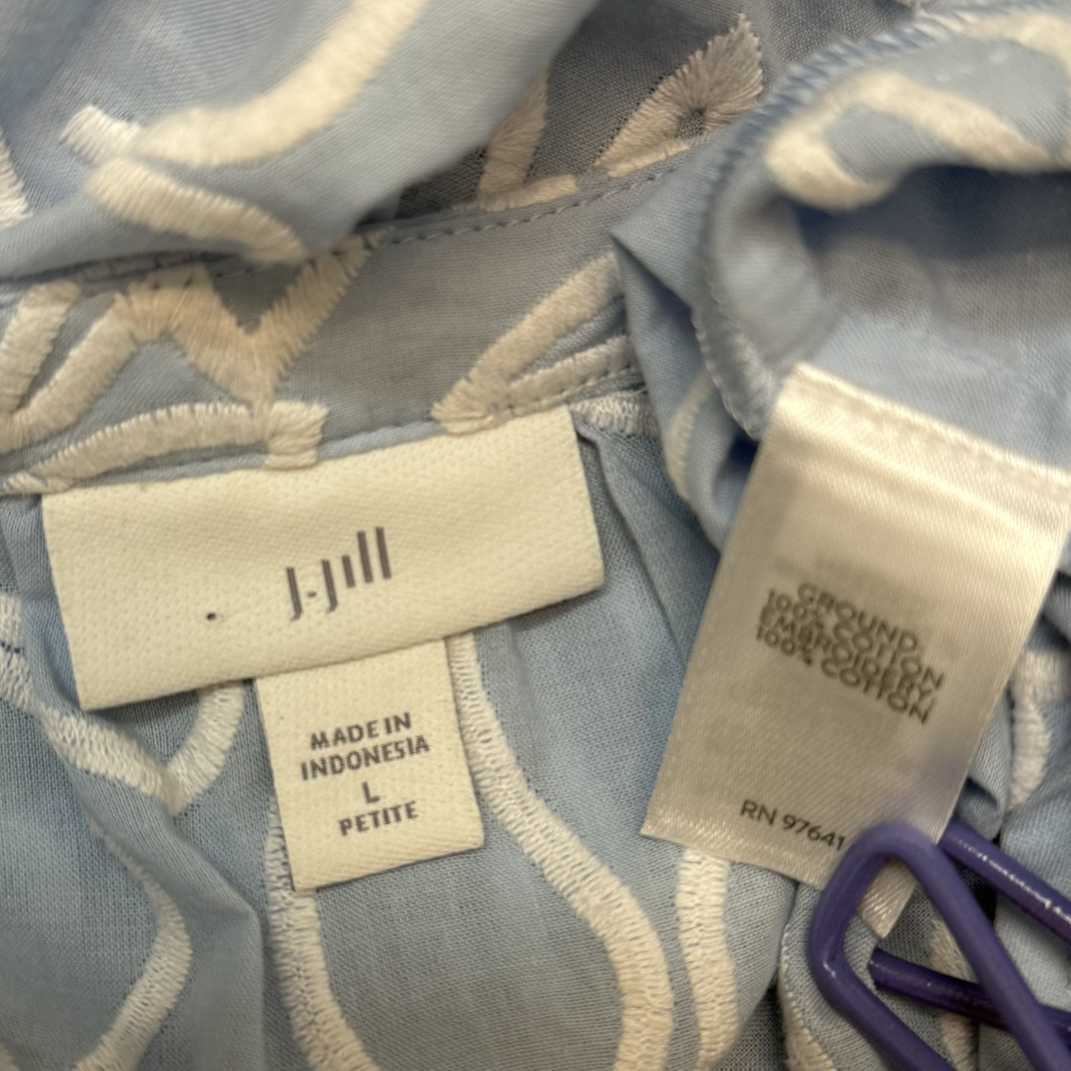 J.Jill
MADE IN
INDONESIA
L
PETITE
GROUND:
100% COTTON
EMBROIDERY:
100% COTTON
RN 97641